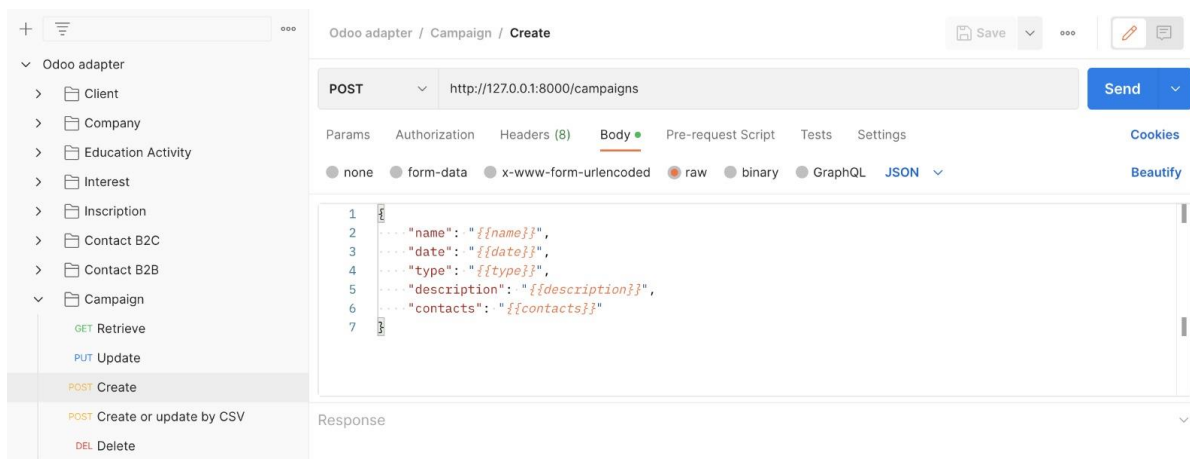 Odoo adapter
Client
Company
Education Activity
Interest
Inscription
Contact B2C
Contact B2B
Campaign
GET Retrieve
PUT Update
POST Create
POST Create or update by CSV
DEL Delete
Odoo adapter / Campaign / Create
Save
POST http://127.0.0.1:8000/campaigns Send
Params Authorization Headers (8) Body Pre-request Script Tests Settings Cookies
none form-data x-www-form-urlencoded raw binary GraphQL JSON Beautify
1 {
2 "name": "{{name}}",
3 "date": "{{date}}",
4 "type": "{{type}}",
5 "description": "{{description}}",
6 "contacts": "{{contacts}}"
7 }
Response